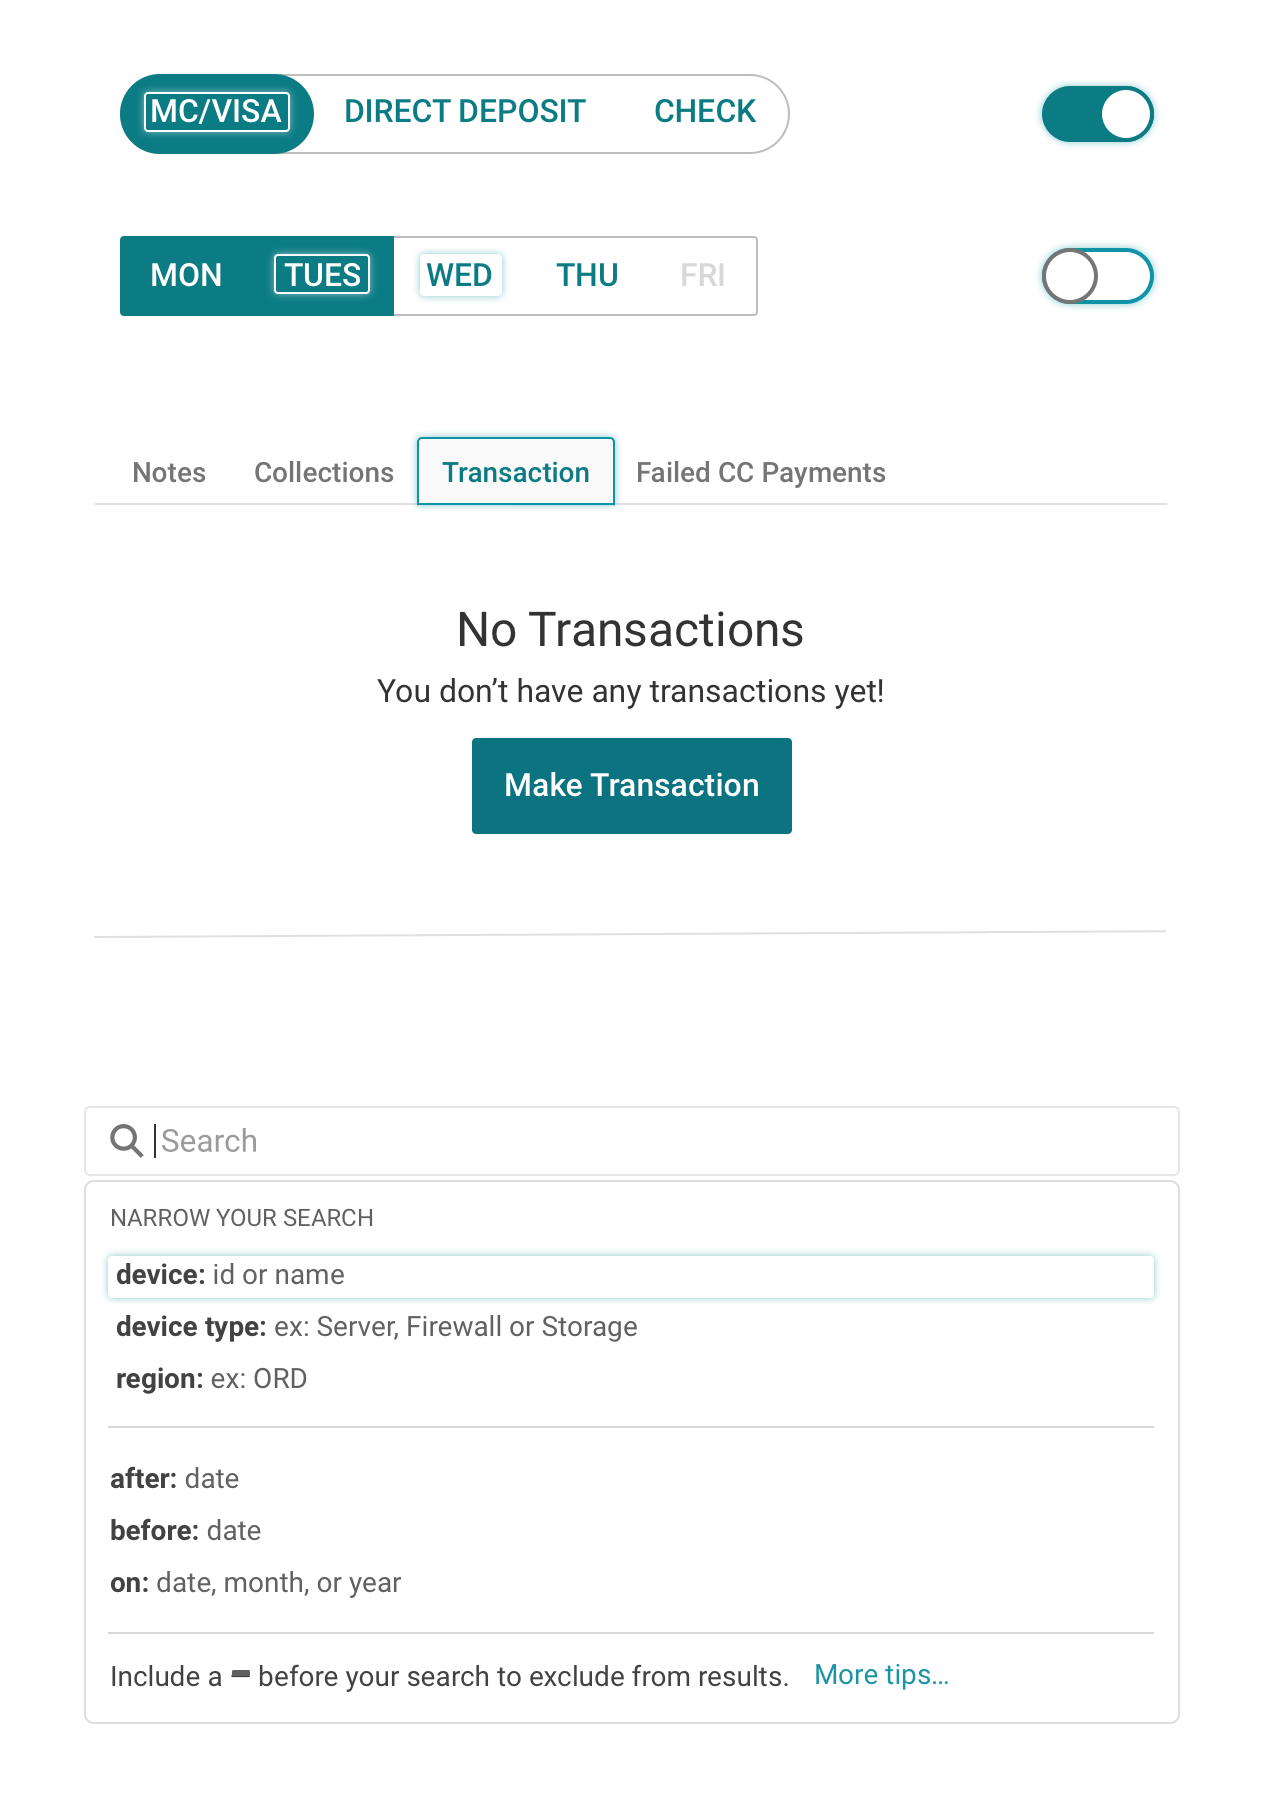 MC/VISA DIRECT DEPOSIT CHECK
MON TUES WED THU FRI
Notes Collections Transaction Failed CC Payments
No Transactions
You don’t have any transactions yet!
Make Transaction
Search
NARROW YOUR SEARCH
device: id or name
device type: ex: Server, Firewall or Storage
region: ex: ORD
after: date
before: date
on: date, month, or year
Include a - before your search to exclude from results. More tips...